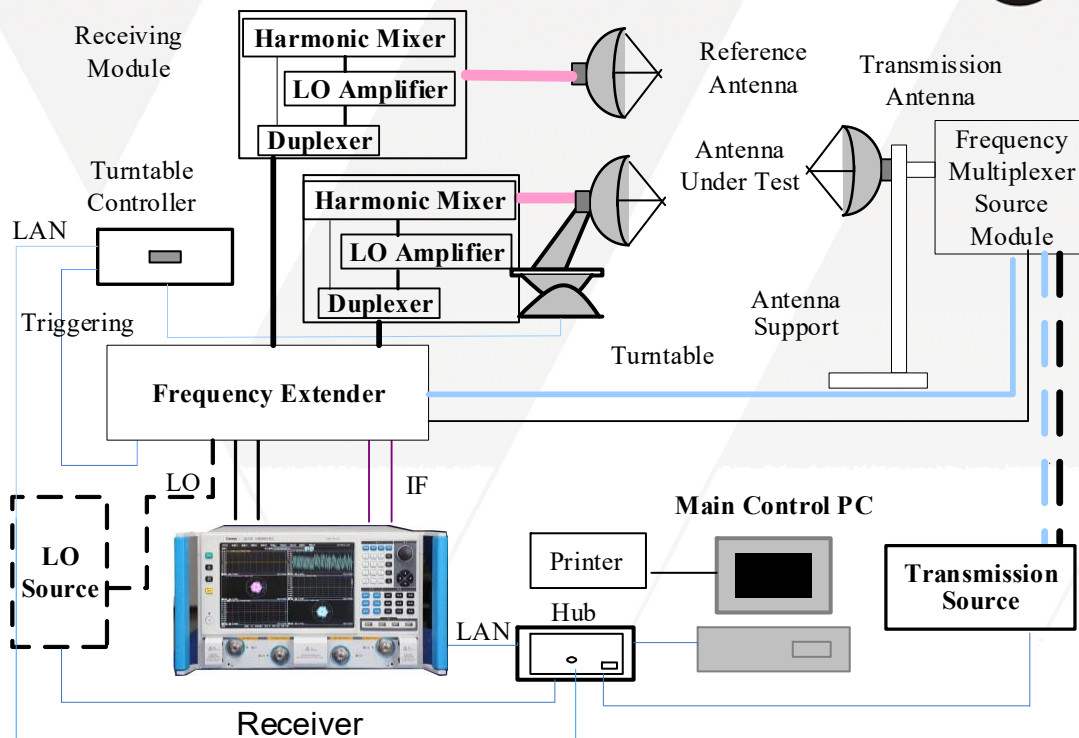 Receiving
Module
Harmonic Mixer
LO Amplifier
Duplexer
Reference
Antenna
Transmission
Antenna
Frequency
Multiplexer
Source
Module
Antenna
Under Test
Turntable
Controller
LAN
Harmonic Mixer
LO Amplifier
Duplexer
Triggering
Antenna
Support
Turntable
Frequency Extender
LO
IF
LO
Source
Main Control PC
Printer
Hub
LAN
Transmission
Source
Receiver